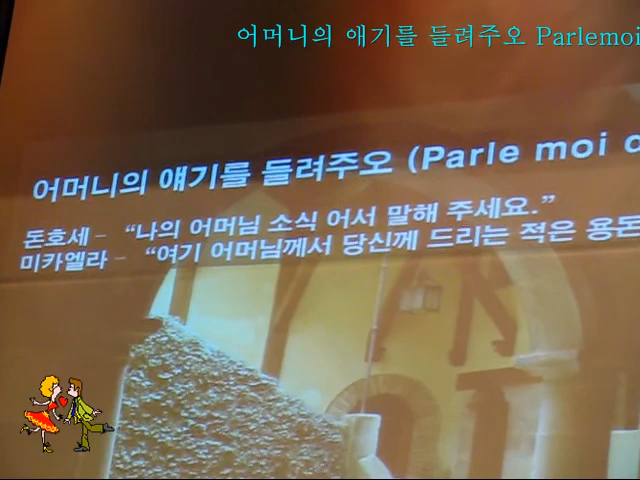 어머니의 애기를 들려주오 Parlemoi
어머니의 얘기를 들려주오 (Parle moi
돈호세 – “나의 어머님 소식 어서 말해 주세요.”
미카엘라 – “여기 어머님께서 당신께 드리는 적은 용돈